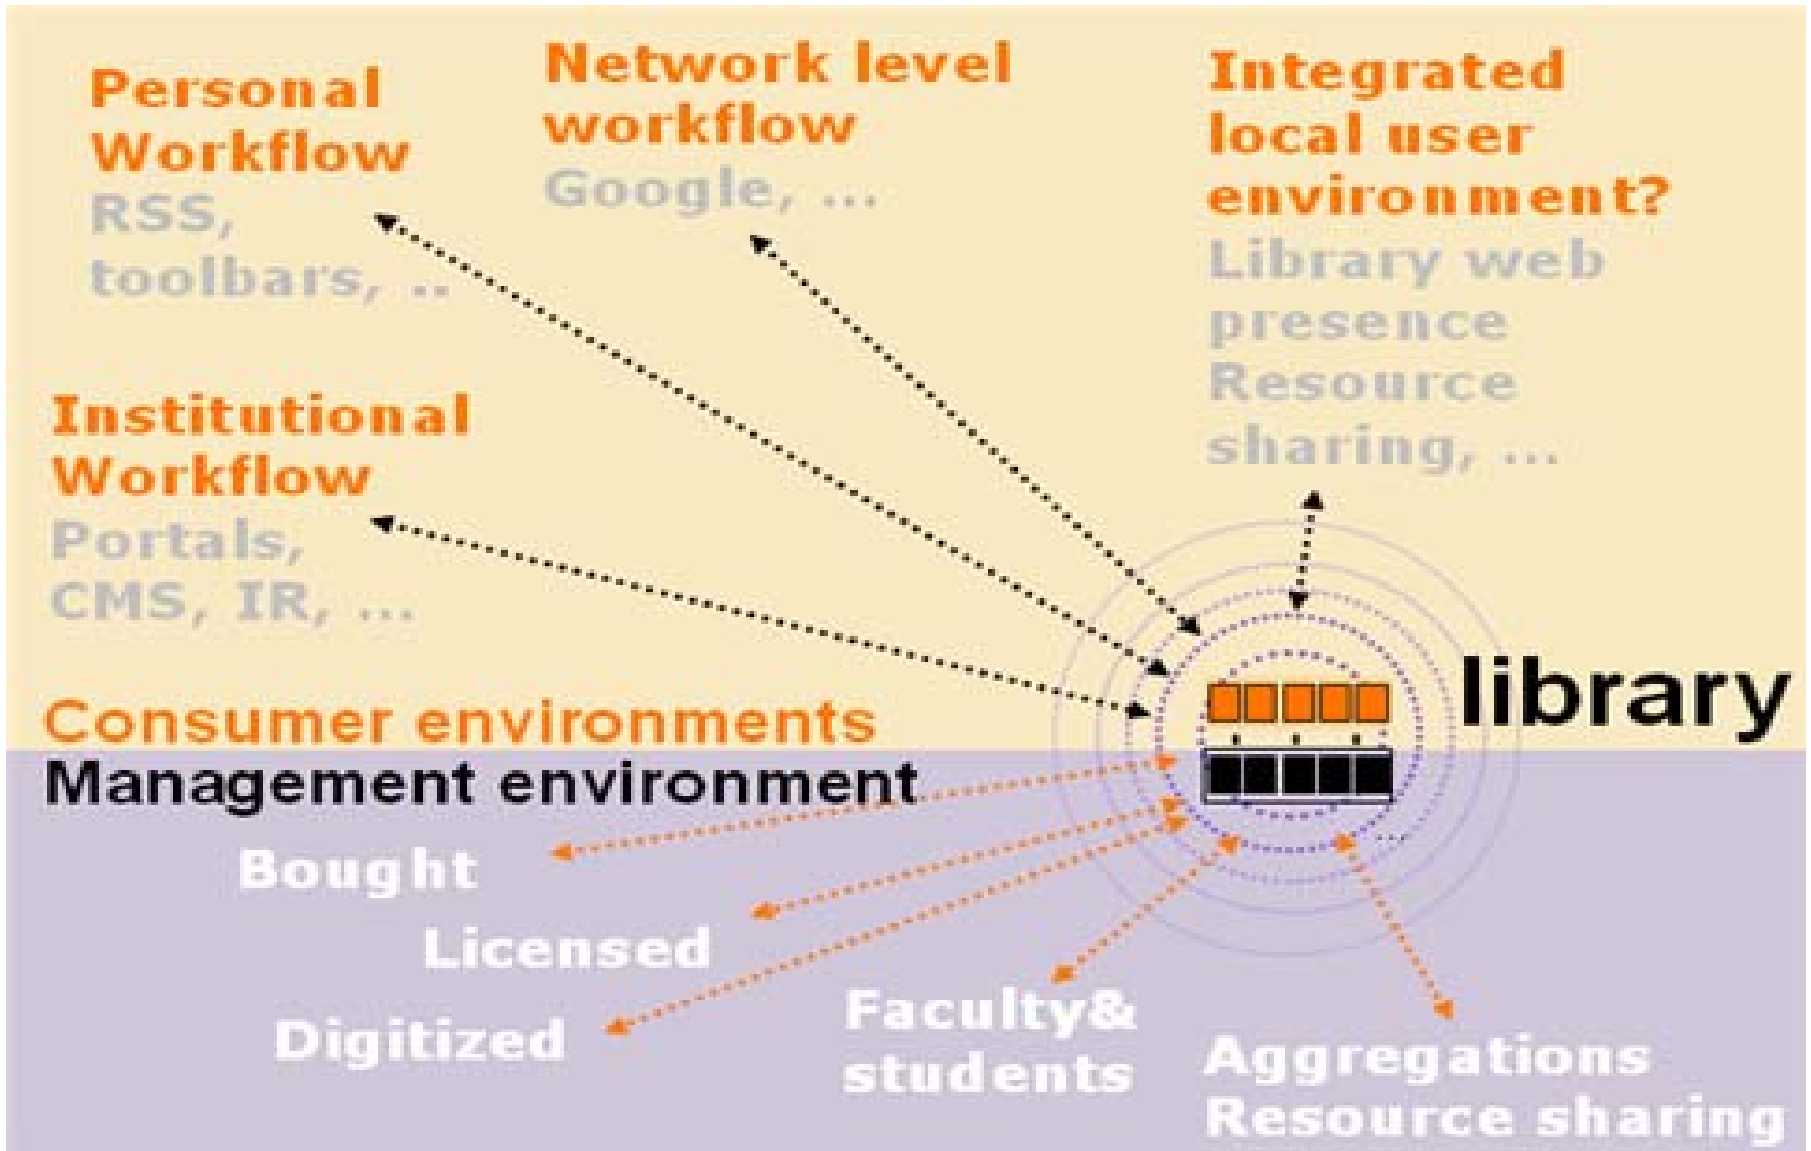 Personal
Workflow
RSS,
toolbars, ..
Network level
workflow
Google, ...
Integrated
local user
environment?
Library web
presence
Resource
sharing, ...
Institutional
Workflow
Portals,
CMS, IR, ...
library
Consumer environments
Management environment
Bought
Licensed
Digitized
Faculty&
students
Aggregations
Resource sharing